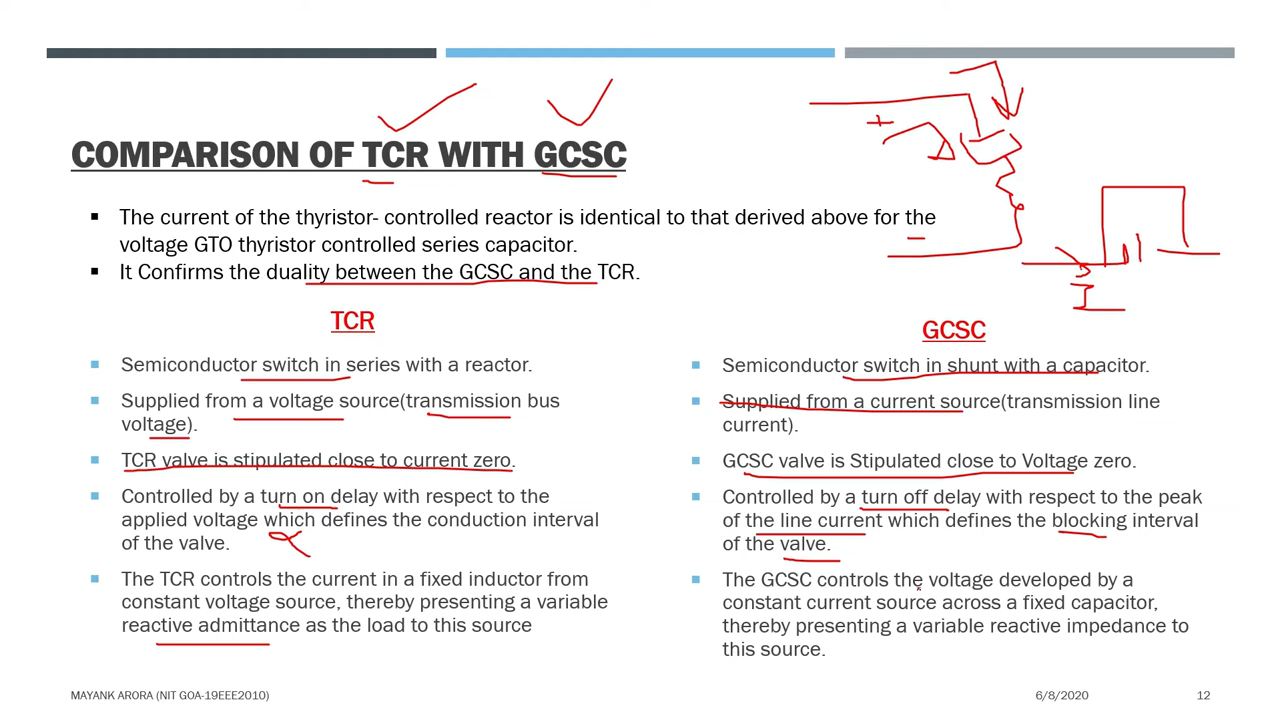 COMPARISON OF TCR WITH GCSC
▪ The current of the thyristor- controlled reactor is identical to that derived above for the
voltage GTO thyristor controlled series capacitor.
▪ It Confirms the duality between the GCSC and the TCR.
TCR
▪ Semiconductor switch in series with a reactor.
▪ Supplied from a voltage source(transmission bus
voltage).
▪ TCR valve is stipulated close to current zero.
▪ Controlled by a turn on delay with respect to the
applied voltage which defines the conduction interval
of the valve.
α
▪ The TCR controls the current in a fixed inductor from
constant voltage source, thereby presenting a variable
reactive admittance as the load to this source
+
−
I
GCSC
▪ Semiconductor switch in shunt with a capacitor.
▪ Supplied from a current source(transmission line
current).
▪ GCSC valve is Stipulated close to Voltage zero.
▪ Controlled by a turn off delay with respect to the peak
of the line current which defines the blocking interval
of the valve.
▪ The GCSC controls the voltage developed by a
constant current source across a fixed capacitor,
thereby presenting a variable reactive impedance to
this source.
MAYANK ARORA (NIT GOA-19EEE2010)
6/8/2020
12